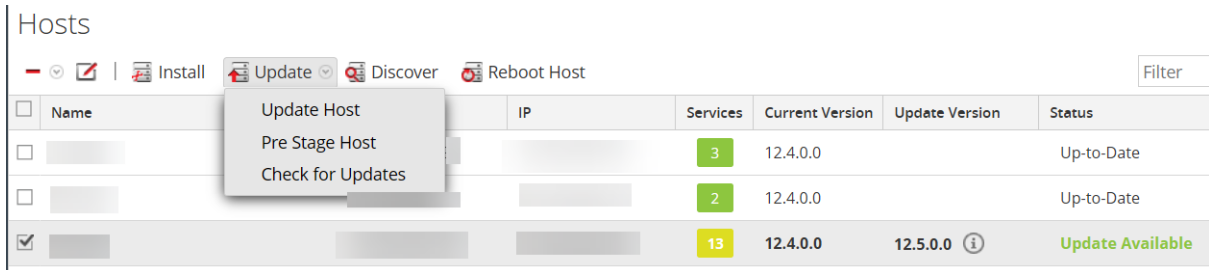 Hosts
Install Update Discover Reboot Host Filter
Name IP Services Current Version Update Version Status
Update Host
Pre Stage Host
Check for Updates
3 12.4.0.0 Up-to-Date
2 12.4.0.0 Up-to-Date
13 12.4.0.0 12.5.0.0 Update Available